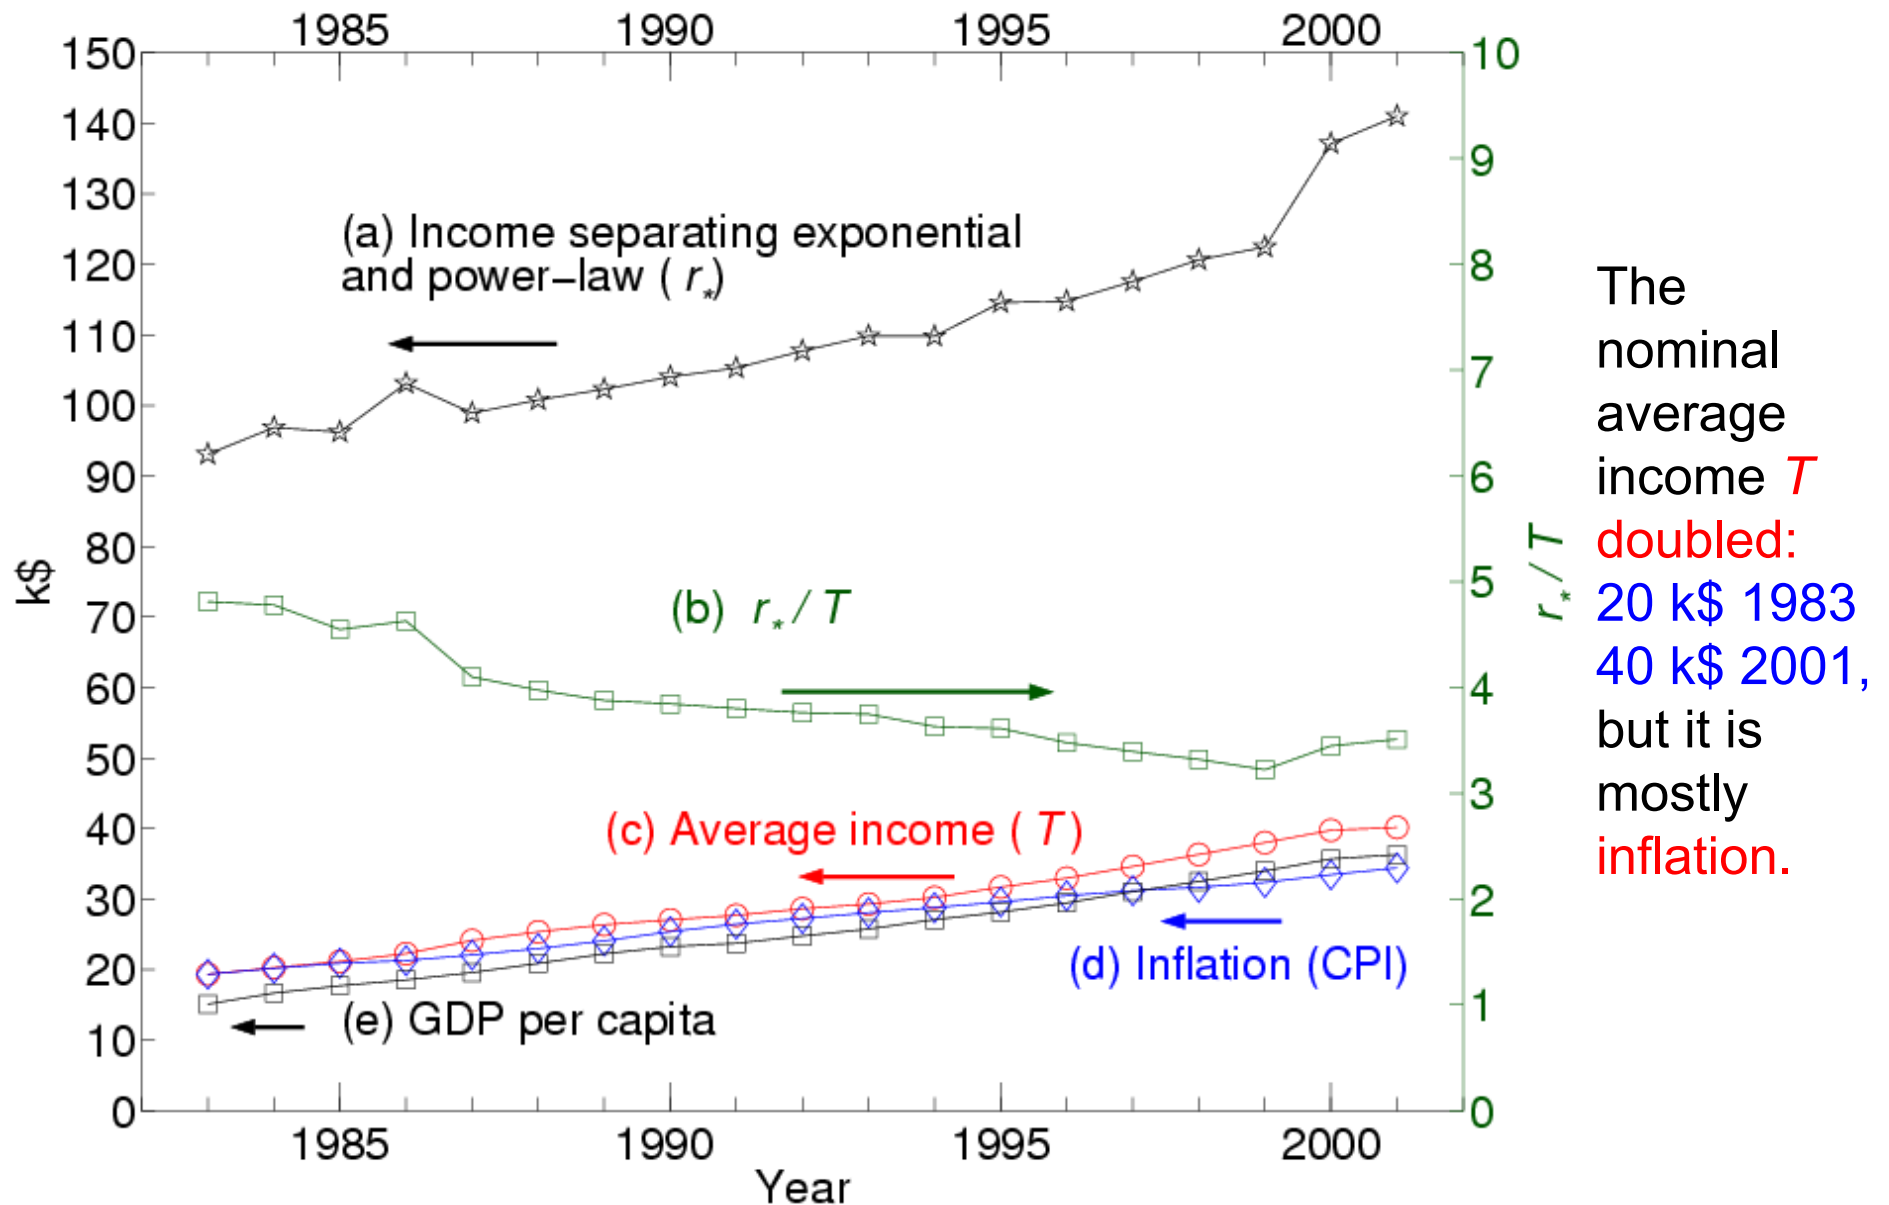 1985 1990 1995 2000
150
140
130
120
110
100
90
80
70
60
50
40
30
20
10
0
k$
(a) Income separating exponential
and power–law ( r*)
(b) r* / T
(c) Average income ( T )
(d) Inflation (CPI)
(e) GDP per capita
10
9
8
7
6
5
4
3
2
1
0
r* / T
1985 1990 1995 2000
Year
The
nominal
average
income T
doubled:
20 k$ 1983
40 k$ 2001,
but it is
mostly
inflation.